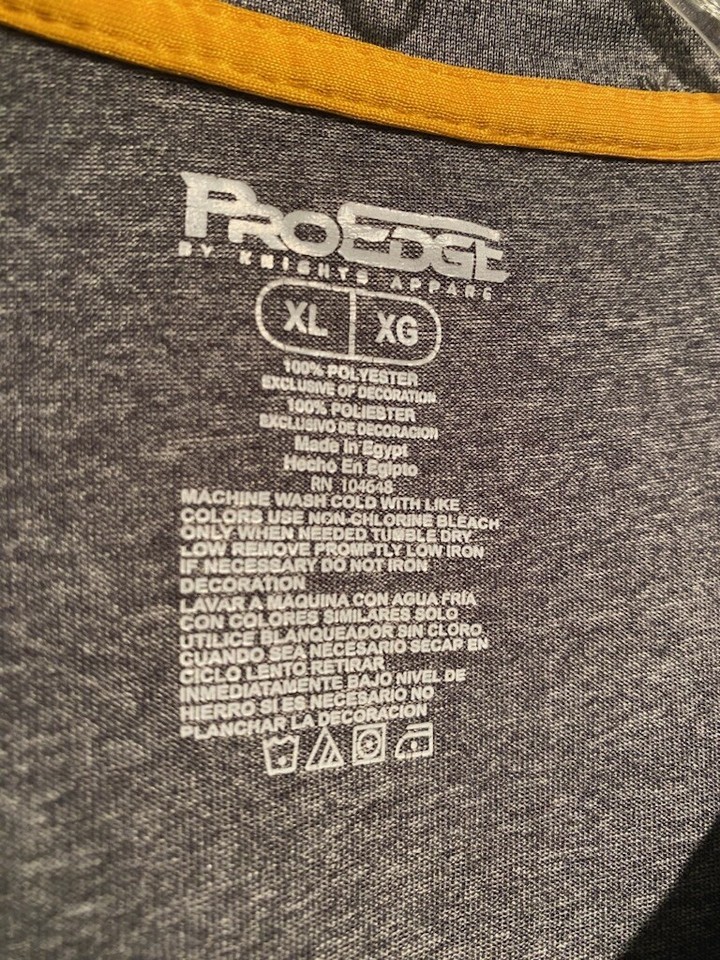 PROEDGE
BY KNIGHTS APPAREL
XL XG
100% POLYESTER
EXCLUSIVE OF DECORATION
100% POLIESTER
EXCLUSIVO DE DECORACION
Made in Egypt
Hecho En Egipto
RN 104648
MACHINE WASH COLD WITH LIKE
COLORS USE NON-CHLORINE BLEACH
ONLY WHEN NEEDED TUMBLE DRY
LOW REMOVE PROMPTLY LOW IRON
IF NECESSARY DO NOT IRON
DECORATION
LAVAR A MAQUINA CON AGUA FRIA
CON COLORES SIMILARES SOLO
UTILICE BLANQUEADOR SIN CLORO,
CUANDO SEA NECESARIO SECAR EN
CICLO LENTO RETIRAR
INMEDIATAMENTE BAJO NIVEL DE
HIERRO SI ES NECESARIO NO
PLANCHAR LA DECORACION